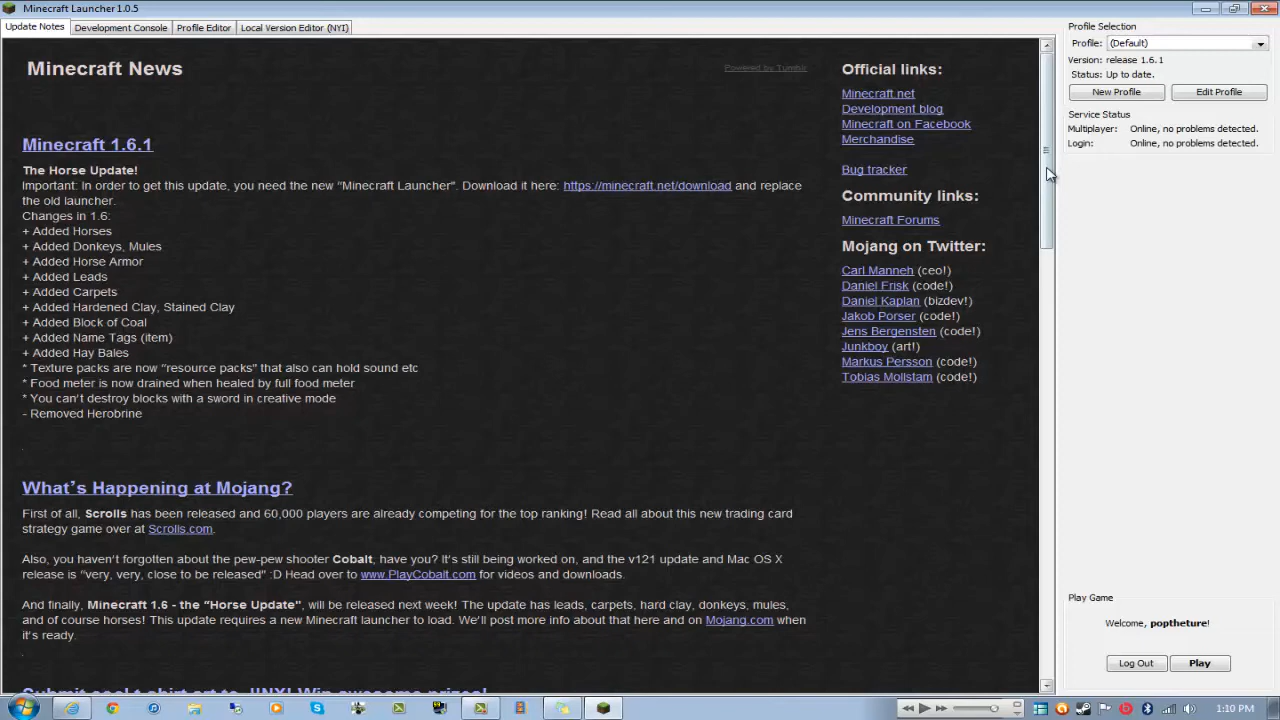 Minecraft Launcher 1.0.5
Update Notes
Development Console
Profile Editor
Local Version Editor (NYI)
Minecraft News
Powered by Tumblr
Minecraft 1.6.1
The Horse Update!
Important: In order to get this update, you need the new "Minecraft Launcher". Download it here: https://minecraft.net/download and replace
the old launcher.
Changes in 1.6:
+ Added Horses
+ Added Donkeys, Mules
+ Added Horse Armor
+ Added Leads
+ Added Carpets
+ Added Hardened Clay, Stained Clay
+ Added Block of Coal
+ Added Name Tags (item)
+ Added Hay Bales
* Texture packs are now "resource packs" that also can hold sound etc
* Food meter is now drained when healed by full food meter
* You can't destroy blocks with a sword in creative mode
- Removed Herobrine
What's Happening at Mojang?
First of all, Scrolls has been released and 60,000 players are already competing for the top ranking! Read all about this new trading card
strategy game over at Scrolls.com.
Also, you haven't forgotten about the pew-pew shooter Cobalt, have you? It's still being worked on, and the v121 update and Mac OS X
release is "very, very, close to be released" :D Head over to www.PlayCobalt.com for videos and downloads.
And finally, Minecraft 1.6 - the "Horse Update", will be released next week! The update has leads, carpets, hard clay, donkeys, mules,
and of course horses! This update requires a new Minecraft launcher to load. We'll post more info about that here and on Mojang.com when
it's ready.
Submit cool t-shirt art to J!NX! Win awesome prizes!
Official links:
Minecraft.net
Development blog
Minecraft on Facebook
Merchandise
Bug tracker
Community links:
Minecraft Forums
Mojang on Twitter:
Carl Manneh (ceo!)
Daniel Frisk (code!)
Daniel Kaplan (bizdev!)
Jakob Porser (code!)
Jens Bergensten (code!)
Junkboy (art!)
Markus Persson (code!)
Tobias Mollstam (code!)
Profile Selection
Profile: (Default)
Version: release 1.6.1
Status: Up to date.
New Profile
Edit Profile
Service Status
Multiplayer: Online, no problems detected.
Login: Online, no problems detected.
Play Game
Welcome, poptheture!
Log Out
Play
1:10 PM